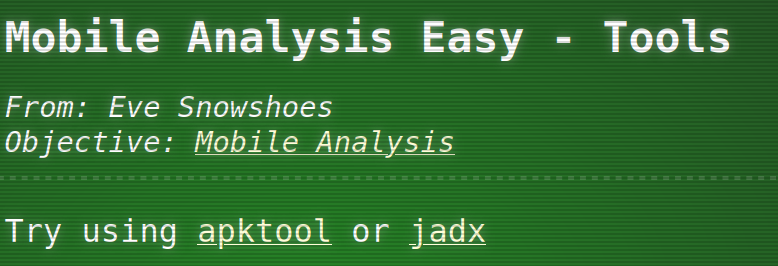 Mobile Analysis Easy - Tools
From: Eve Snowshoes
Objective: Mobile Analysis
Try using apktool or jadx